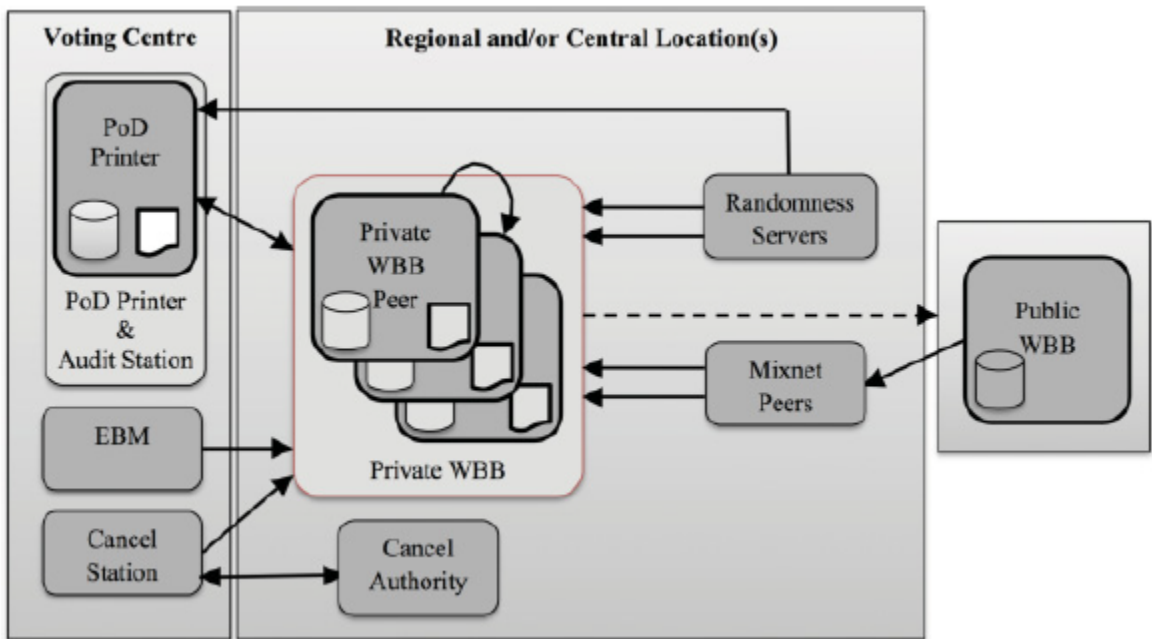 Voting Centre
Regional and/or Central Location(s)
PoD
Printer
PoD Printer
&
Audit Station
EBM
Cancel
Station
Private
WBB
Peer
Private WBB
Cancel
Authority
Randomness
Servers
Mixnet
Peers
Public
WBB